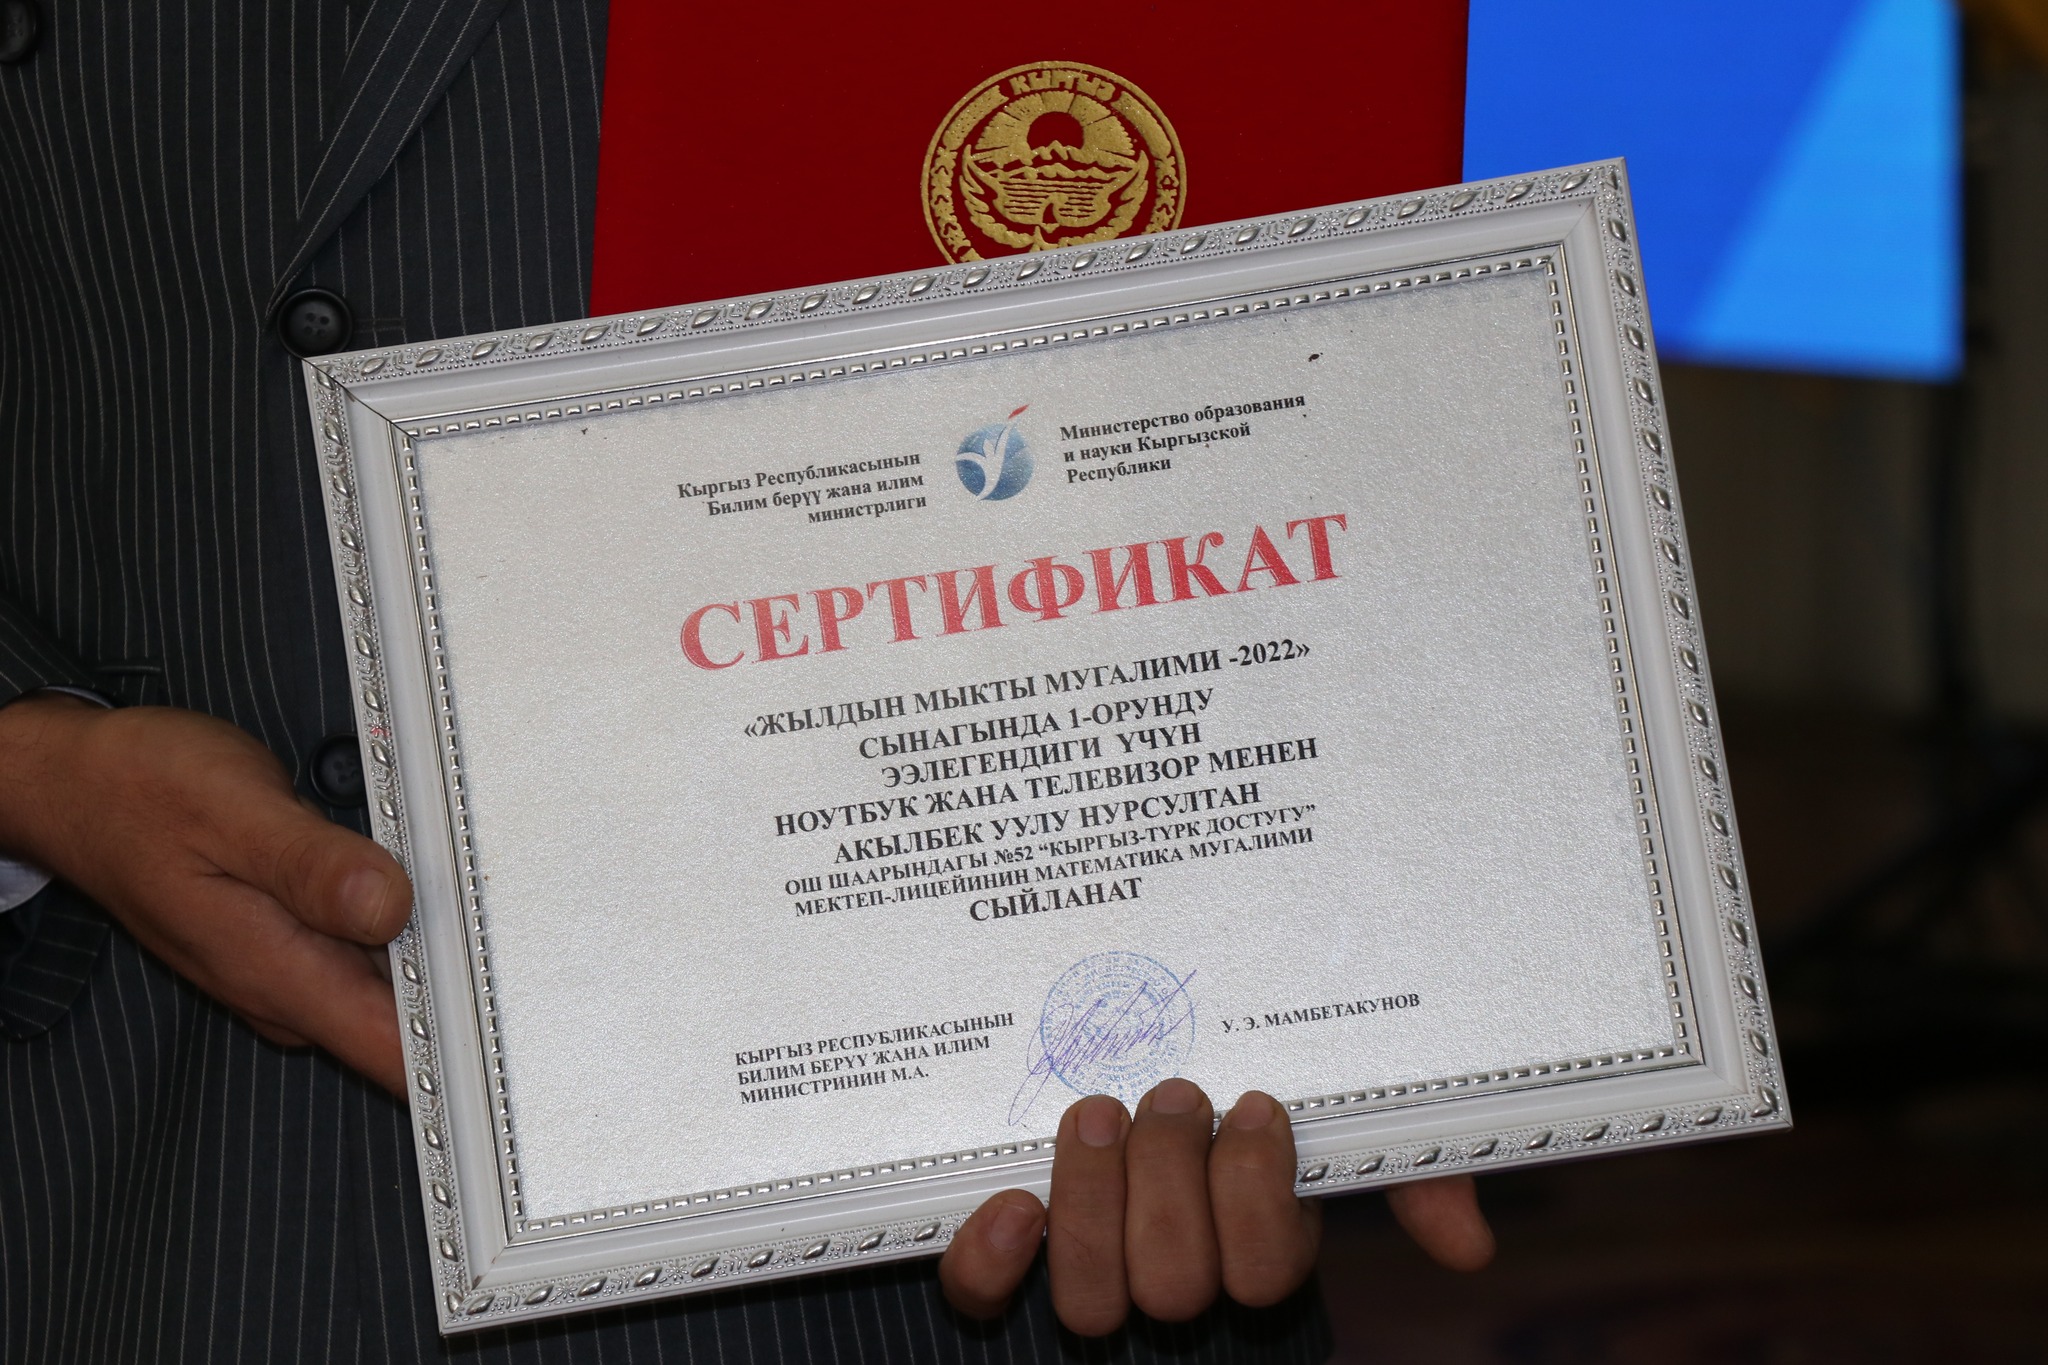 КЫРГЫЗ
Кыргыз Республикасынын
Билим берүү жана илим
министрлиги
Министерство образования
и науки Кыргызской
Республики
СЕРТИФИКАТ
«ЖЫЛДЫН МЫКТЫ МУГАЛИМИ -2022»
СЫНАГЫНДА 1-ОРУНДУ
ЭЭЛЕГЕНДИГИ ҮЧҮН
НОУТБУК ЖАНА ТЕЛЕВИЗОР МЕНЕН
АКЫЛБЕК УУЛУ НУРСУЛТАН
ОШ ШААРЫНДАГЫ №52 “КЫРГЫЗ-ТҮРК ДОСТУГУ”
МЕКТЕП-ЛИЦЕЙИНИН МАТЕМАТИКА МУГАЛИМИ
СЫЙЛАНАТ
КЫРГЫЗ РЕСПУБЛИКАСЫНЫН
БИЛИМ БЕРҮҮ ЖАНА ИЛИМ
МИНИСТРИНИН М.А.
У. Э. МАМБЕТАКУНОВ